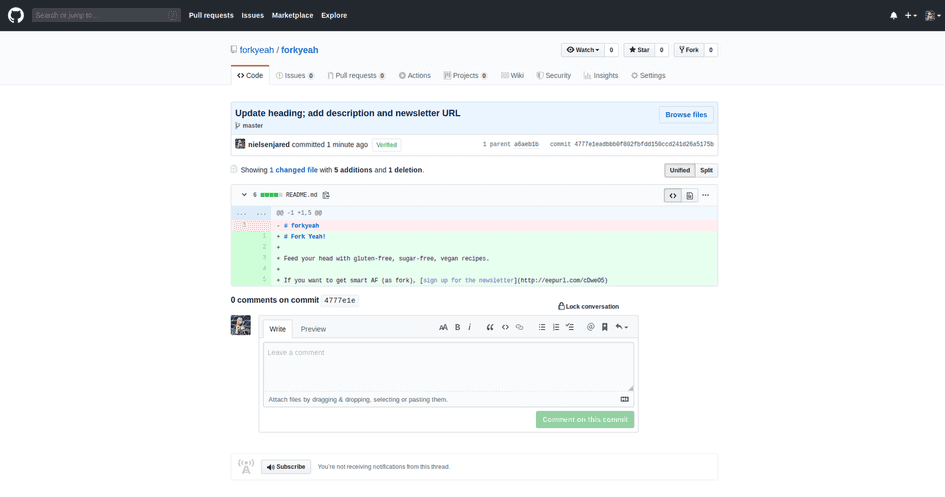 Search or jump to... /
Pull requests Issues Marketplace Explore
forkyeah / forkyeah
Watch 0 Star 0 Fork 0
Code Issues 0 Pull requests 0 Actions Projects 0 Wiki Security Insights Settings
Update heading; add description and newsletter URL
Browse files
master
nielsenjared committed 1 minute ago Verified
1 parent a6aeb1b commit
Showing 1 changed file with 5 additions and 1 deletion.
Unified Split
6 README.md
... ... @@ -1 +1,5 @@
- # forkyeah
1 + # Fork Yeah!
2 +
3 + Feed your head with gluten-free, sugar-free, vegan recipes.
4 +
5 + If you want to get smart AF (as fork), [sign up for the newsletter](http://eepurl.com/cDweO5)
0 comments on commit 4777e1e
Lock conversation
Write Preview
AA B i
Leave a comment
Attach files by dragging & dropping, selecting or pasting them.
Comment on this commit
Subscribe You're not receiving notifications from this thread.